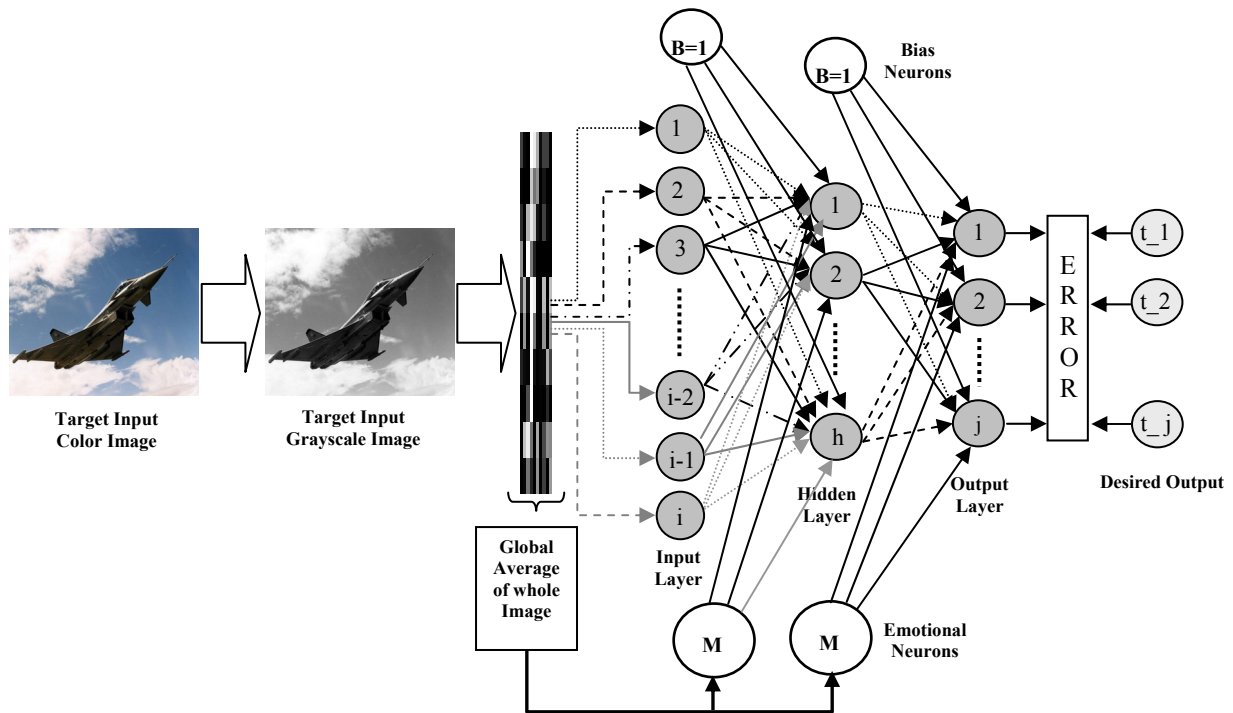 B=1
B=1
Bias
Neurons
1
2
3
i-2
i-1
i
1
2
h
1
2
j
E
R
R
O
R
t_1
t_2
t_j
Target Input
Color Image
Target Input
Grayscale Image
Global
Average
of whole
Image
Input
Layer
Hidden
Layer
Output
Layer
Desired Output
M
M
Emotional
Neurons